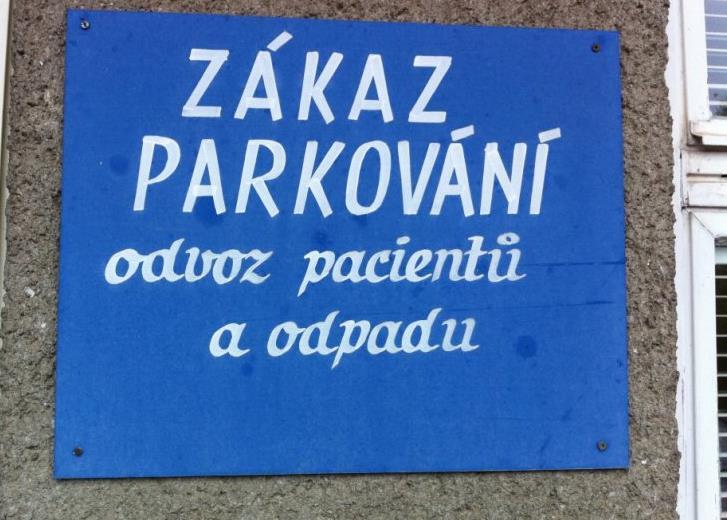 ZÁKAZ
PARKOVÁNÍ
odvoz pacientů
a odpadu